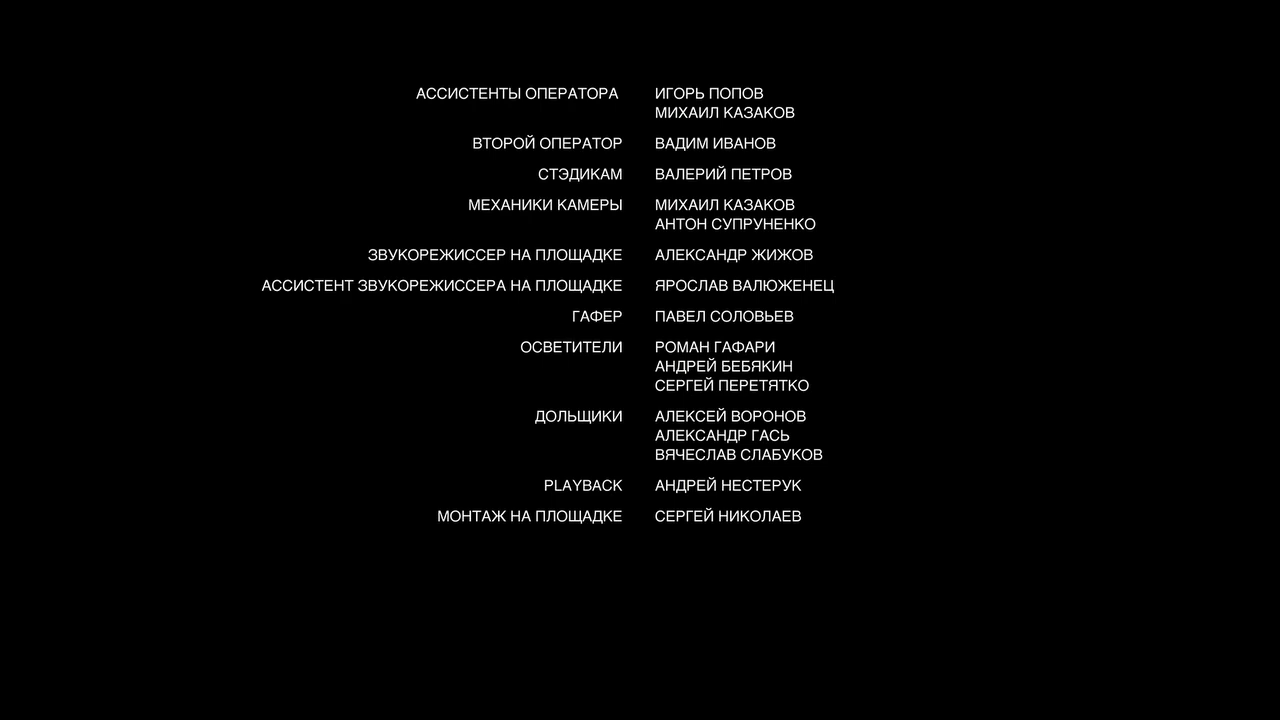 АССИСТЕНТЫ ОПЕРАТОРА ИГОРЬ ПОПОВ
МИХАИЛ КАЗАКОВ
ВТОРОЙ ОПЕРАТОР ВАДИМ ИВАНОВ
СТЭДИКАМ ВАЛЕРИЙ ПЕТРОВ
МЕХАНИКИ КАМЕРЫ МИХАИЛ КАЗАКОВ
АНТОН СУПРУНЕНКО
ЗВУКОРЕЖИССЕР НА ПЛОЩАДКЕ АЛЕКСАНДР ЖИЖОВ
АССИСТЕНТ ЗВУКОРЕЖИССЕРА НА ПЛОЩАДКЕ ЯРОСЛАВ ВАЛЮЖЕНЕЦ
ГАФЕР ПАВЕЛ СОЛОВЬЕВ
ОСВЕТИТЕЛИ РОМАН ГАФАРИ
АНДРЕЙ БЕБЯКИН
СЕРГЕЙ ПЕРЕТЯТКО
ДОЛЬЩИКИ АЛЕКСЕЙ ВОРОНОВ
АЛЕКСАНДР ГАСЬ
ВЯЧЕСЛАВ СЛАБУКОВ
PLAYBACK АНДРЕЙ НЕСТЕРУК
МОНТАЖ НА ПЛОЩАДКЕ СЕРГЕЙ НИКОЛАЕВ